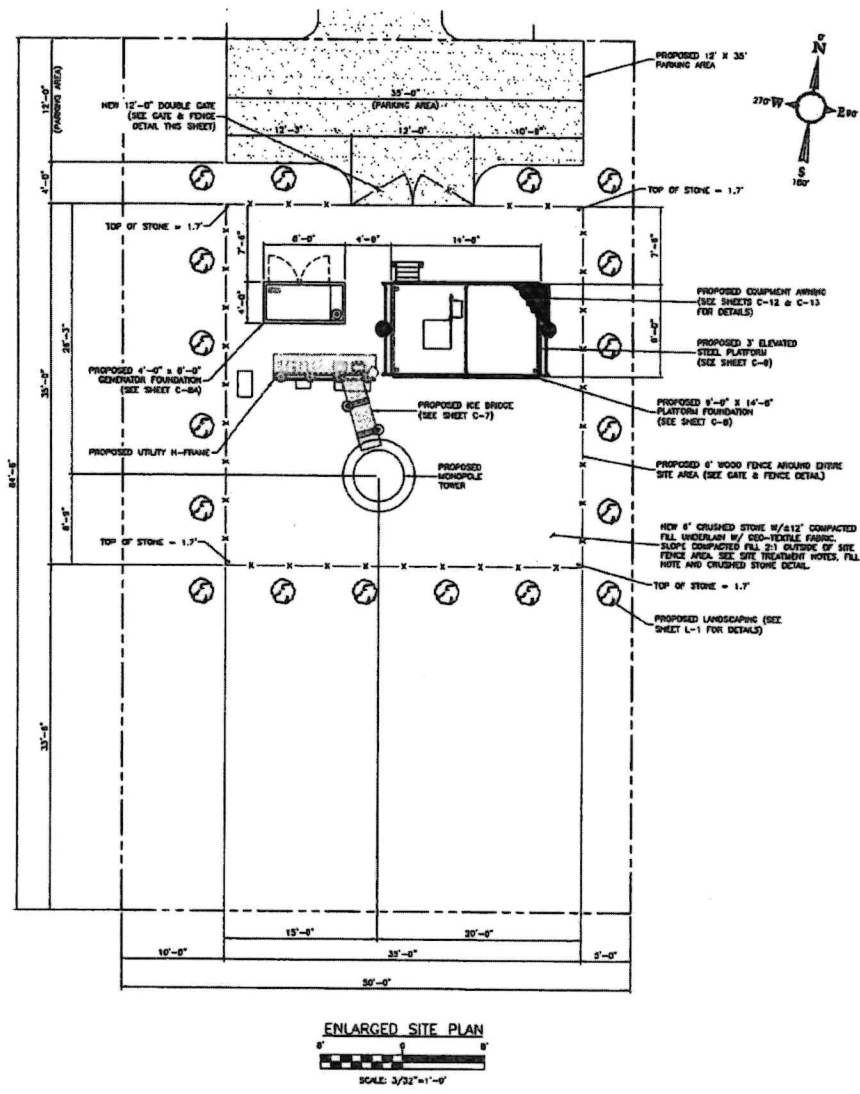 PROPOSED 12' X 35'
PARKING AREA
0'
N
270° W
E 90°
S
180°
12'-0"
(PARKING AREA)
35'-0"
(PARKING AREA)
NEW 12'-0" DOUBLE GATE
(SEE GATE & FENCE
DETAIL THIS SHEET)
12'-3"
12'-0"
10'-9"
4'-0"
TOP OF STONE = 1.7'
TOP OF STONE = 1.7'
8'-0"
4'-6"
14'-6"
7'-6"
7'-6"
4'-0"
PROPOSED EQUIPMENT AWNING
(SEE SHEETS C-12 & C-13
FOR DETAILS)
26'-3"
35'-0"
PROPOSED 3' ELEVATED
STEEL PLATFORM
(SEE SHEET C-9)
PROPOSED 4'-0" x 8'-0"
GENERATOR FOUNDATION
(SEE SHEET C-8A)
PROPOSED ICE BRIDGE
(SEE SHEET C-7)
PROPOSED 9'-0" X 14'-6"
PLATFORM FOUNDATION
(SEE SHEET C-8)
PROPOSED UTILITY H-FRAME
PROPOSED
MONOPOLE
TOWER
PROPOSED 6' WOOD FENCE AROUND ENTIRE
SITE AREA (SEE GATE & FENCE DETAIL)
84'-6"
8'-9"
NEW 6" CRUSHED STONE W/±12" COMPACTED
FILL UNDERLAIN W/ GEO-TEXTILE FABRIC.
SLOPE COMPACTED FILL 2:1 OUTSIDE OF SITE
FENCE AREA. SEE SITE TREATMENT NOTES, FILL
NOTE AND CRUSHED STONE DETAIL.
TOP OF STONE = 1.7'
TOP OF STONE = 1.7'
PROPOSED LANDSCAPING (SEE
SHEET L-1 FOR DETAILS)
33'-6"
15'-0"
20'-0"
10'-0"
35'-0"
5'-0"
50'-0"
ENLARGED SITE PLAN
8'
0
8'
SCALE: 3/32"=1'-0"